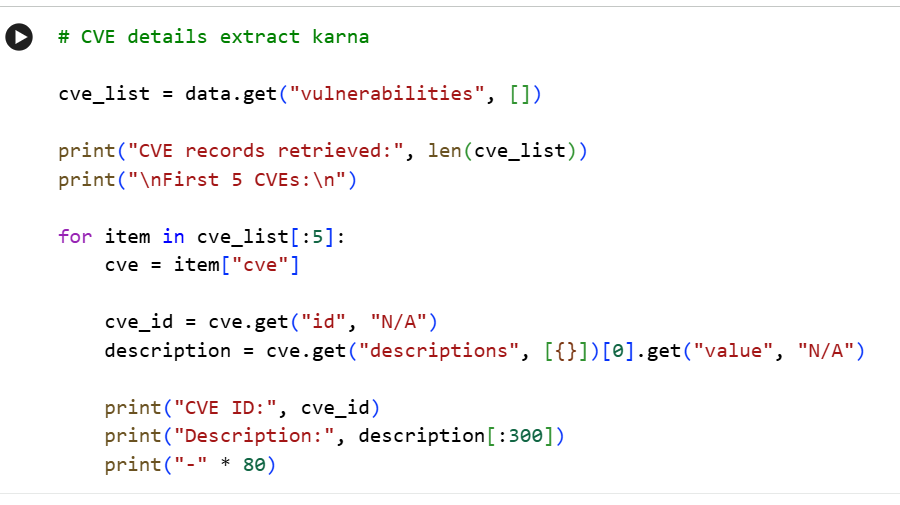 # CVE details extract karna
cve_list = data.get("vulnerabilities", [])
print("CVE records retrieved:", len(cve_list))
print("\nFirst 5 CVEs:\n")
for item in cve_list[:5]:
    cve = item["cve"]
    cve_id = cve.get("id", "N/A")
    description = cve.get("descriptions", [{}])[0].get("value", "N/A")
    print("CVE ID:", cve_id)
    print("Description:", description[:300])
    print("-" * 80)